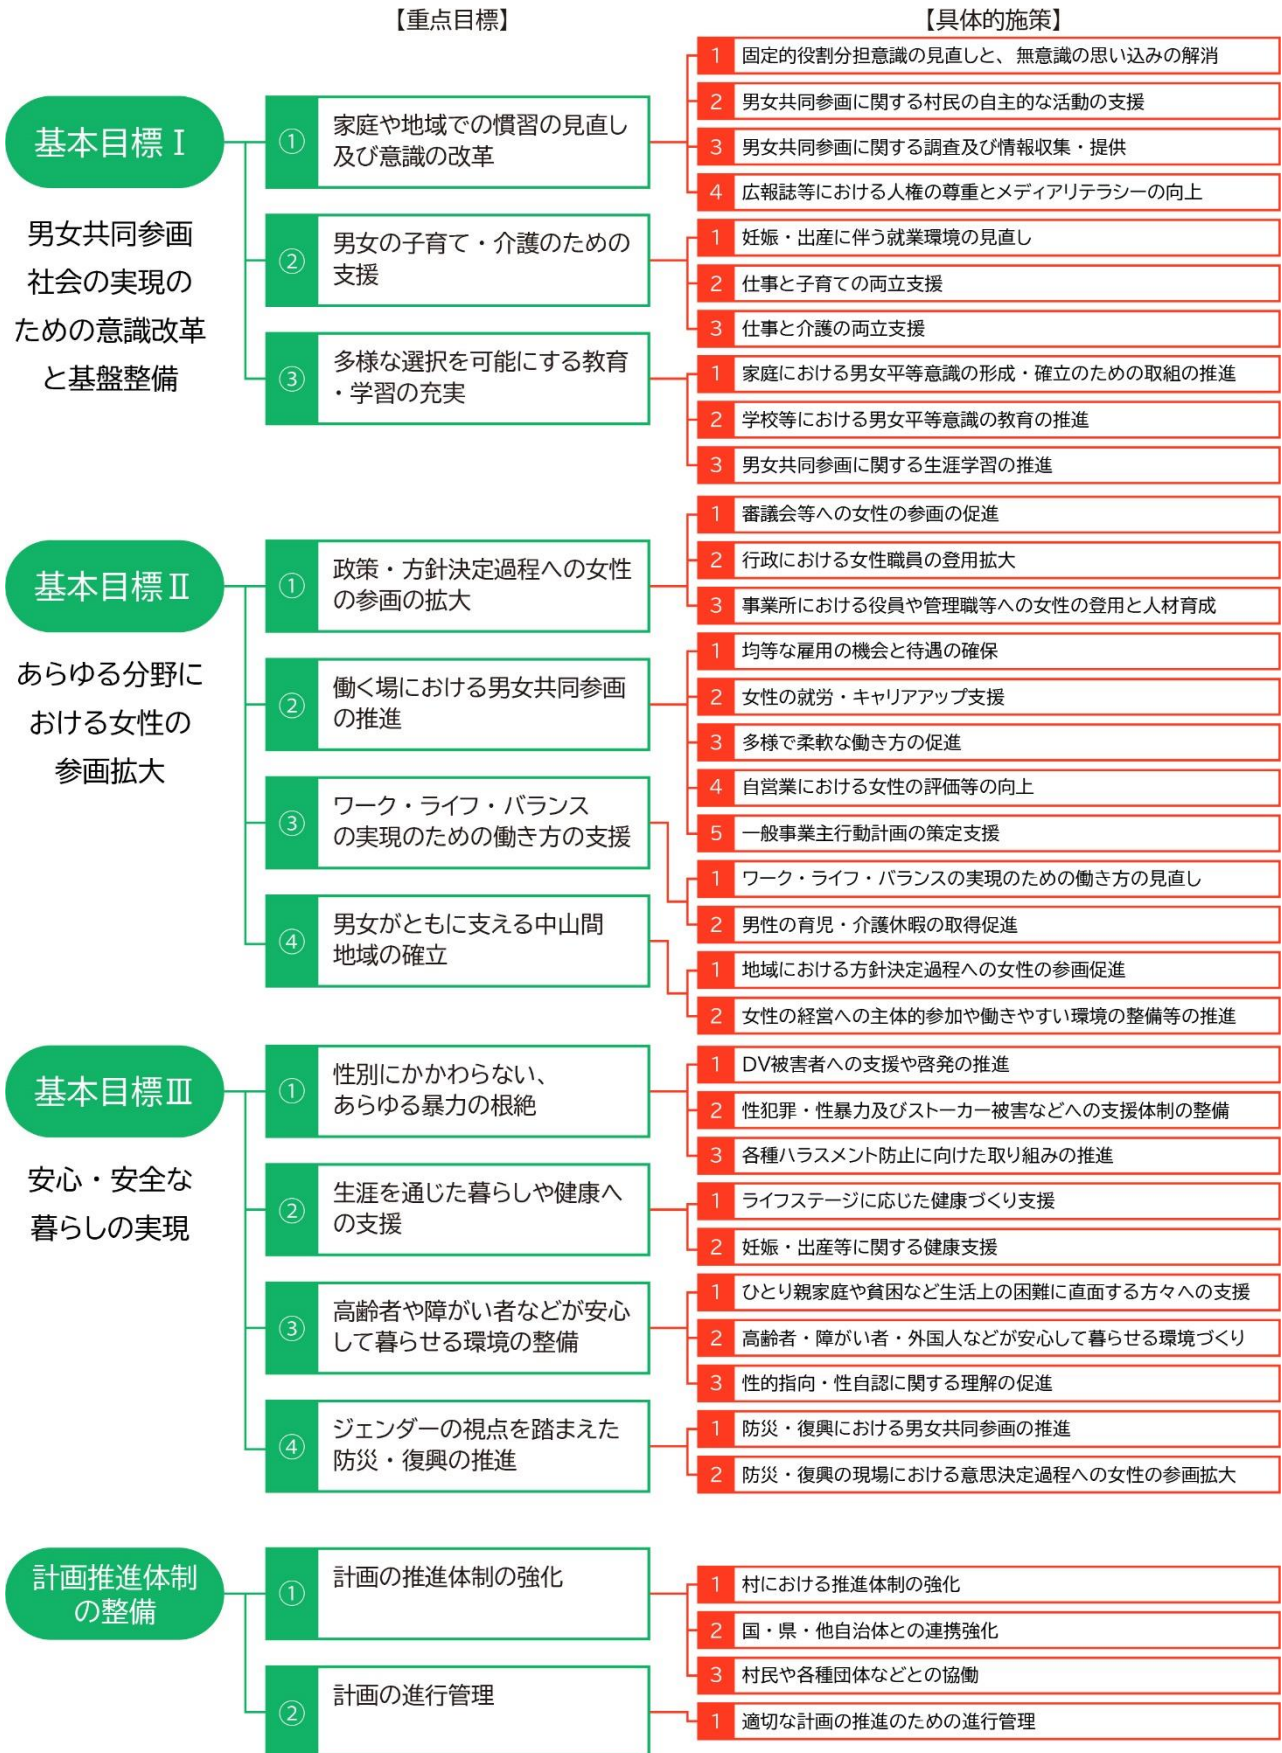 【重点目標】
【具体的施策】
基本目標Ⅰ
男女共同参画
社会の実現の
ための意識改革
と基盤整備
①
家庭や地域での慣習の見直し
及び意識の改革
1 固定的役割分担意識の見直しと、無意識の思い込みの解消
2 男女共同参画に関する村民の自主的な活動の支援
3 男女共同参画に関する調査及び情報収集・提供
4 広報誌等における人権の尊重とメディアリテラシーの向上
②
男女の子育て・介護のための
支援
1 妊娠・出産に伴う就業環境の見直し
2 仕事と子育ての両立支援
3 仕事と介護の両立支援
③
多様な選択を可能にする教育
・学習の充実
1 家庭における男女平等意識の形成・確立のための取組の推進
2 学校等における男女平等意識の教育の推進
3 男女共同参画に関する生涯学習の推進
基本目標Ⅱ
あらゆる分野に
おける女性の
参画拡大
①
政策・方針決定過程への女性
の参画の拡大
1 審議会等への女性の参画の促進
2 行政における女性職員の登用拡大
3 事業所における役員や管理職等への女性の登用と人材育成
②
働く場における男女共同参画
の推進
1 均等な雇用の機会と待遇の確保
2 女性の就労・キャリアアップ支援
3 多様で柔軟な働き方の促進
4 自営業における女性の評価等の向上
5 一般事業主行動計画の策定支援
③
ワーク・ライフ・バランス
の実現のための働き方の支援
1 ワーク・ライフ・バランスの実現のための働き方の見直し
2 男性の育児・介護休暇の取得促進
④
男女がともに支える中山間
地域の確立
1 地域における方針決定過程への女性の参画促進
2 女性の経営への主体的参加や働きやすい環境の整備等の推進
基本目標Ⅲ
安心・安全な
暮らしの実現
①
性別にかかわらない、
あらゆる暴力の根絶
1 DV被害者への支援や啓発の推進
2 性犯罪・性暴力及びストーカー被害などへの支援体制の整備
3 各種ハラスメント防止に向けた取り組みの推進
②
生涯を通じた暮らしや健康へ
の支援
1 ライフステージに応じた健康づくり支援
2 妊娠・出産等に関する健康支援
③
高齢者や障がい者などが安心
して暮らせる環境の整備
1 ひとり親家庭や貧困など生活上の困難に直面する方々への支援
2 高齢者・障がい者・外国人などが安心して暮らせる環境づくり
3 性的指向・性自認に関する理解の促進
④
ジェンダーの視点を踏まえた
防災・復興の推進
1 防災・復興における男女共同参画の推進
2 防災・復興の現場における意思決定過程への女性の参画拡大
計画推進体制
の整備
①
計画の推進体制の強化
1 村における推進体制の強化
2 国・県・他自治体との連携強化
3 村民や各種団体などとの協働
②
計画の進行管理
1 適切な計画の推進のための進行管理